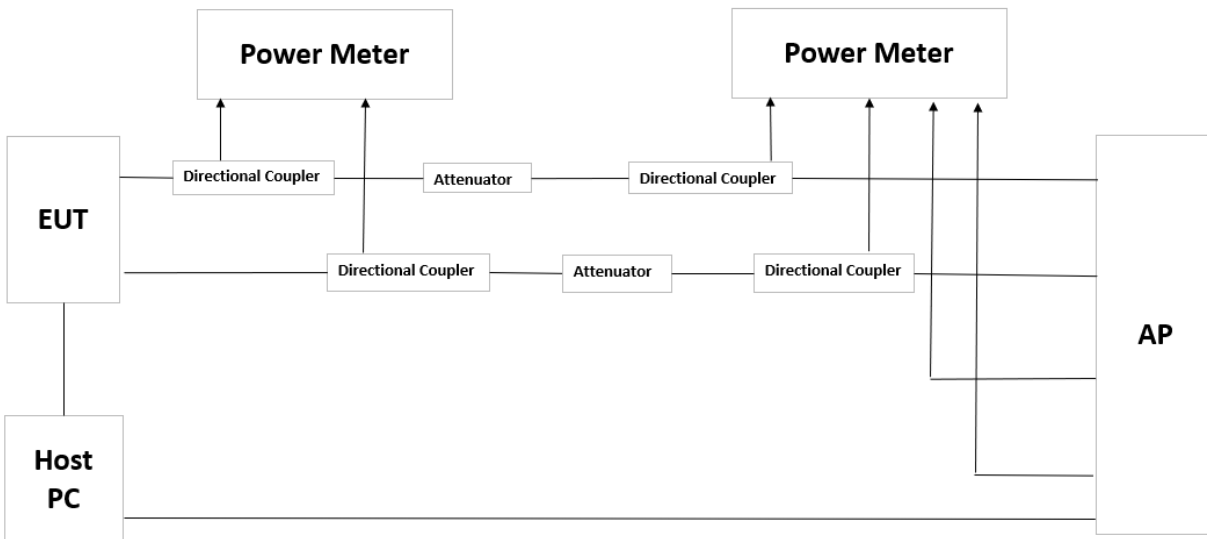 Power Meter
Power Meter
Directional Coupler
Attenuator
Directional Coupler
EUT
Directional Coupler
Attenuator
Directional Coupler
AP
Host
PC